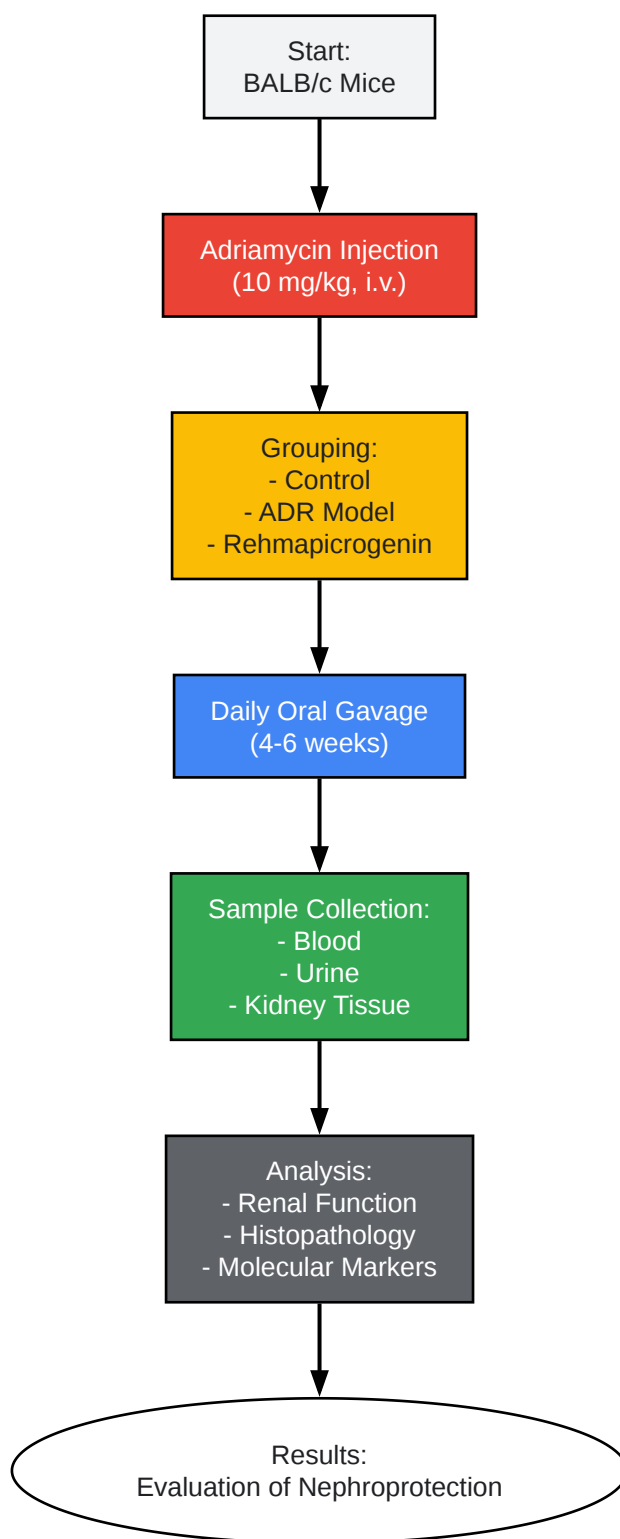 Start:
BALB/c Mice
Adriamycin Injection
(10 mg/kg, i.v.)
Grouping:
- Control
- ADR Model
- Rehmapicrogenin
Daily Oral Gavage
(4-6 weeks)
Sample Collection:
- Blood
- Urine
- Kidney Tissue
Analysis:
- Renal Function
- Histopathology
- Molecular Markers
Results:
Evaluation of Nephroprotection